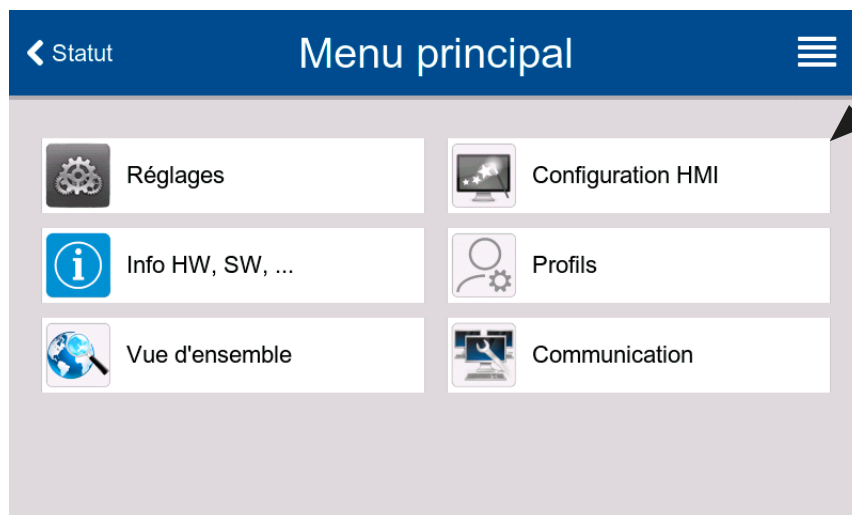 Statut
Menu principal
Réglages
Configuration HMI
Info HW, SW, ...
Profils
Vue d'ensemble
Communication